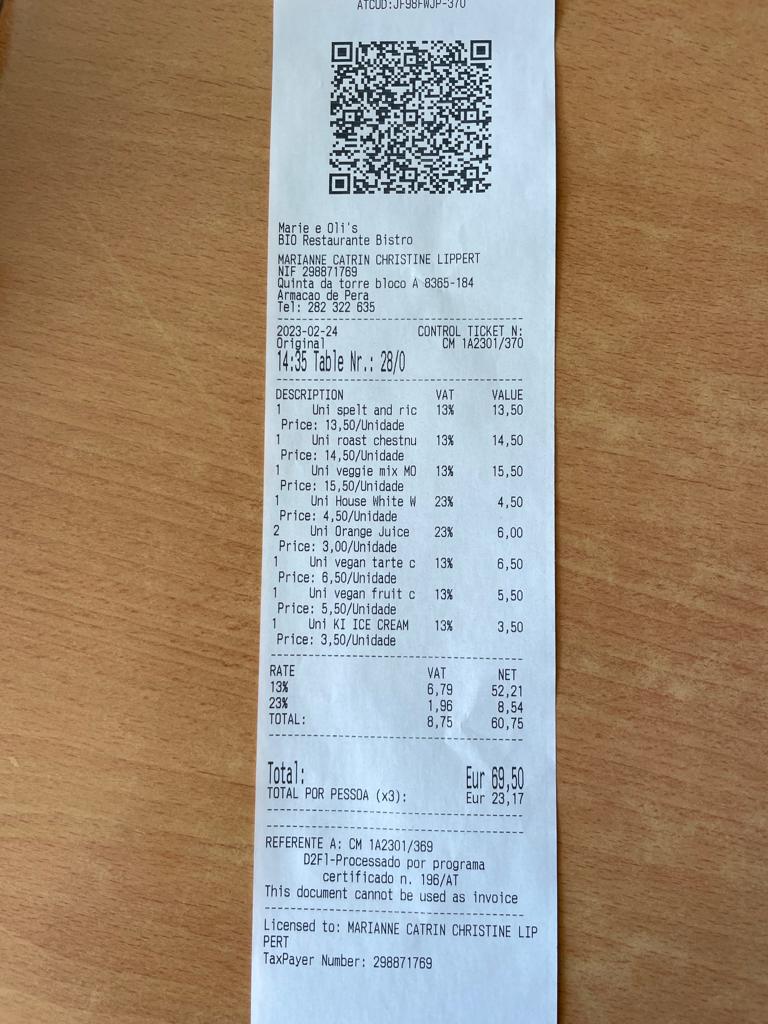 ATCUD:JF98FWJP-370
Marie e Oli's
BIO Restaurante Bistro
MARIANNE CATRIN CHRISTINE LIPPERT
NIF 298871769
Quinta da torre bloco A 8365-184
Armacao de Pera
Tel: 282 322 635
2023-02-24 CONTROL TICKET N:
Original CM 1A2301/370
14:35 Table Nr.: 28/0
DESCRIPTION VAT VALUE
1 Uni spelt and ric 13% 13,50
Price: 13,50/Unidade
1 Uni roast chestnu 13% 14,50
Price: 14,50/Unidade
1 Uni veggie mix MO 13% 15,50
Price: 15,50/Unidade
1 Uni House White W 23% 4,50
Price: 4,50/Unidade
2 Uni Orange Juice 23% 6,00
Price: 3,00/Unidade
1 Uni vegan tarte c 13% 6,50
Price: 6,50/Unidade
1 Uni vegan fruit c 13% 5,50
Price: 5,50/Unidade
1 Uni KI ICE CREAM 13% 3,50
Price: 3,50/Unidade
RATE VAT NET
13% 6,79 52,21
23% 1,96 8,54
TOTAL: 8,75 60,75
Total: Eur 69,50
TOTAL POR PESSOA (x3): Eur 23,17
REFERENTE A: CM 1A2301/369
D2Fl-Processado por programa
certificado n. 196/AT
This document cannot be used as invoice
Licensed to: MARIANNE CATRIN CHRISTINE LIP
PERT
TaxPayer Number: 298871769